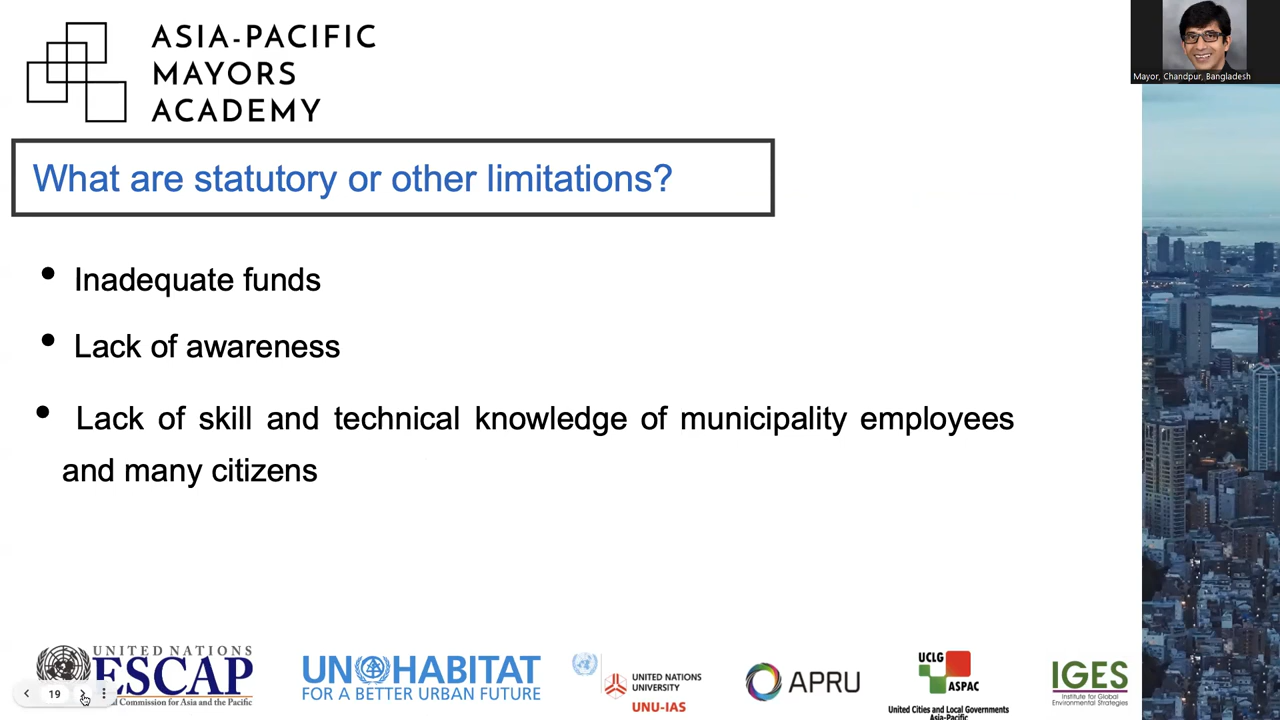 ASIA-PACIFIC
MAYORS
ACADEMY
Mayor, Chandpur, Bangladesh
What are statutory or other limitations?
• Inadequate funds
• Lack of awareness
• Lack of skill and technical knowledge of municipality employees
and many citizens
UNITED NATIONS
ESCAP
Commission for Asia and the Pacific
19
UN HABITAT
FOR A BETTER URBAN FUTURE
UNITED NATIONS
UNIVERSITY
UNU-IAS
APRU
UCLG
ASPAC
United Cities and Local Governments
Asia-Pacific
IGES
Institute for Global
Environmental Strategies